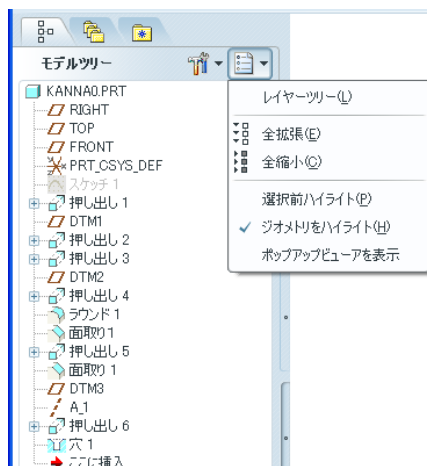 モデルツリー
KANNA0.PRT
RIGHT
TOP
FRONT
PRT_CSYS_DEF
スケッチ 1
押し出し 1
DTM1
押し出し 2
押し出し 3
DTM2
押し出し 4
ラウンド 1
面取り1
押し出し 5
面取り 1
DTM3
A_1
押し出し 6
穴 1
ここに挿入
レイヤーツリー(L)
全拡張(E)
全縮小(C)
選択前ハイライト(P)
ジオメトリをハイライト(H)
ポップアップビューアを表示